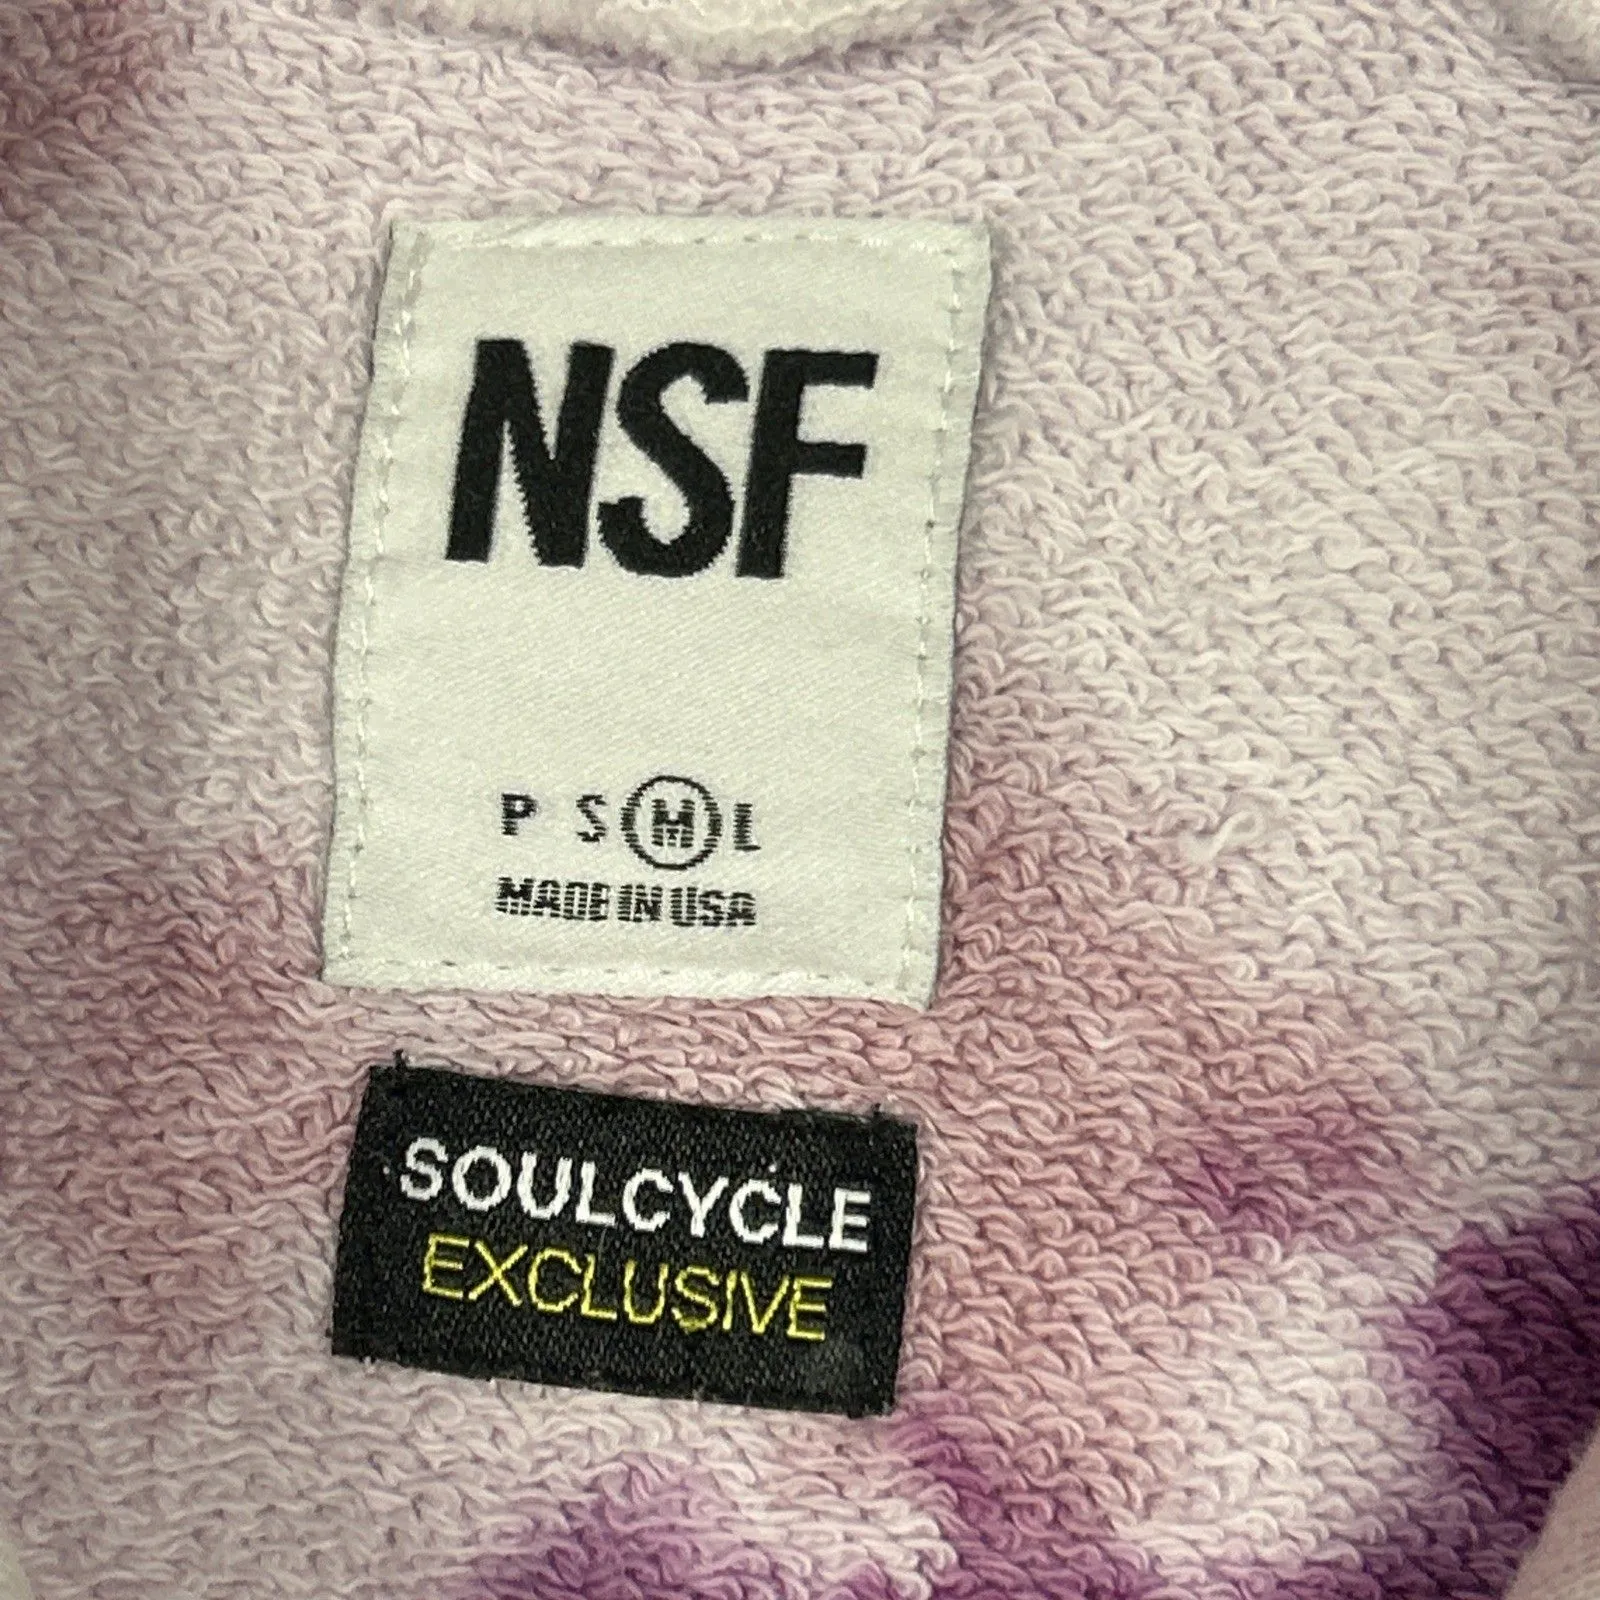 NSF
P S M L
MADE IN USA
SOULCYCLE
EXCLUSIVE